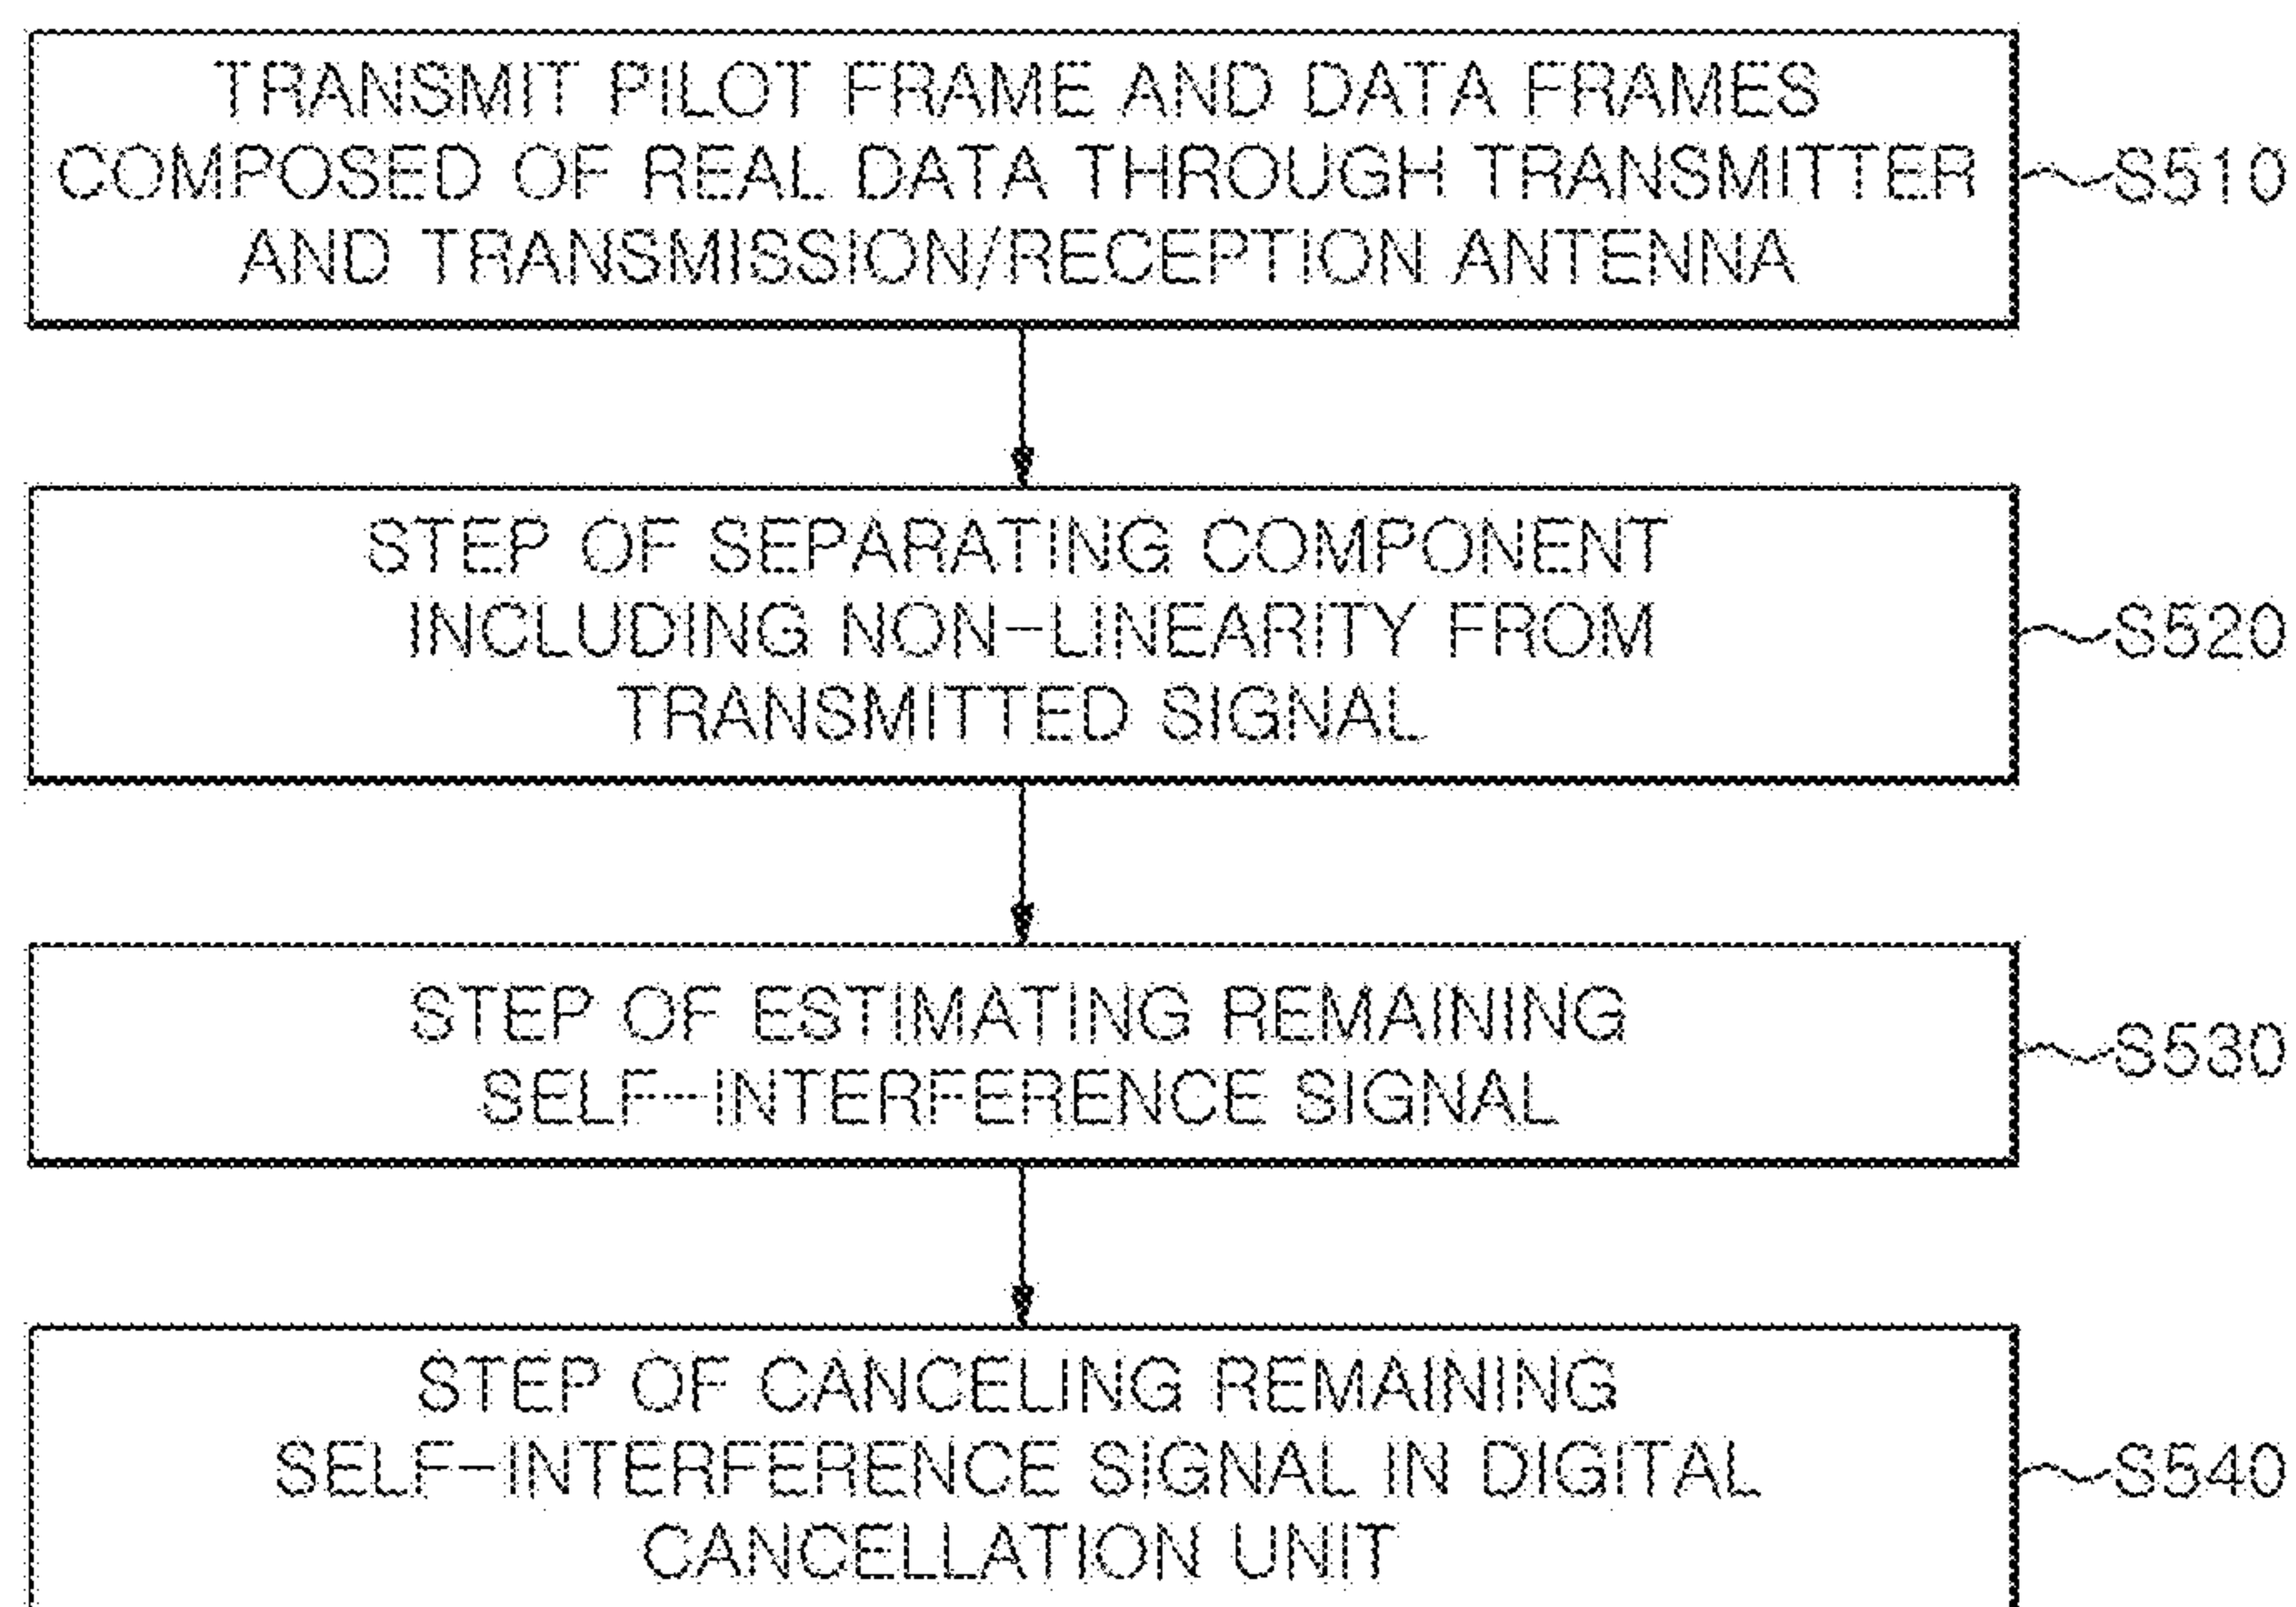 TRANSMIT PILOT FRAME AND DATA FRAMES
COMPOSED OF REAL DATA THROUGH TRANSMITTER
AND TRANSMISSION/RECEPTION ANTENNA
S510
STEP OF SEPARATING COMPONENT
INCLUDING NON-LINEARITY FROM
TRANSMITTED SIGNAL
S520
STEP OF ESTIMATING REMAINING
SELF-INTERFERENCE SIGNAL
S530
STEP OF CANCELING REMAINING
SELF-INTERFERENCE SIGNAL IN DIGITAL
CANCELLATION UNIT
S540